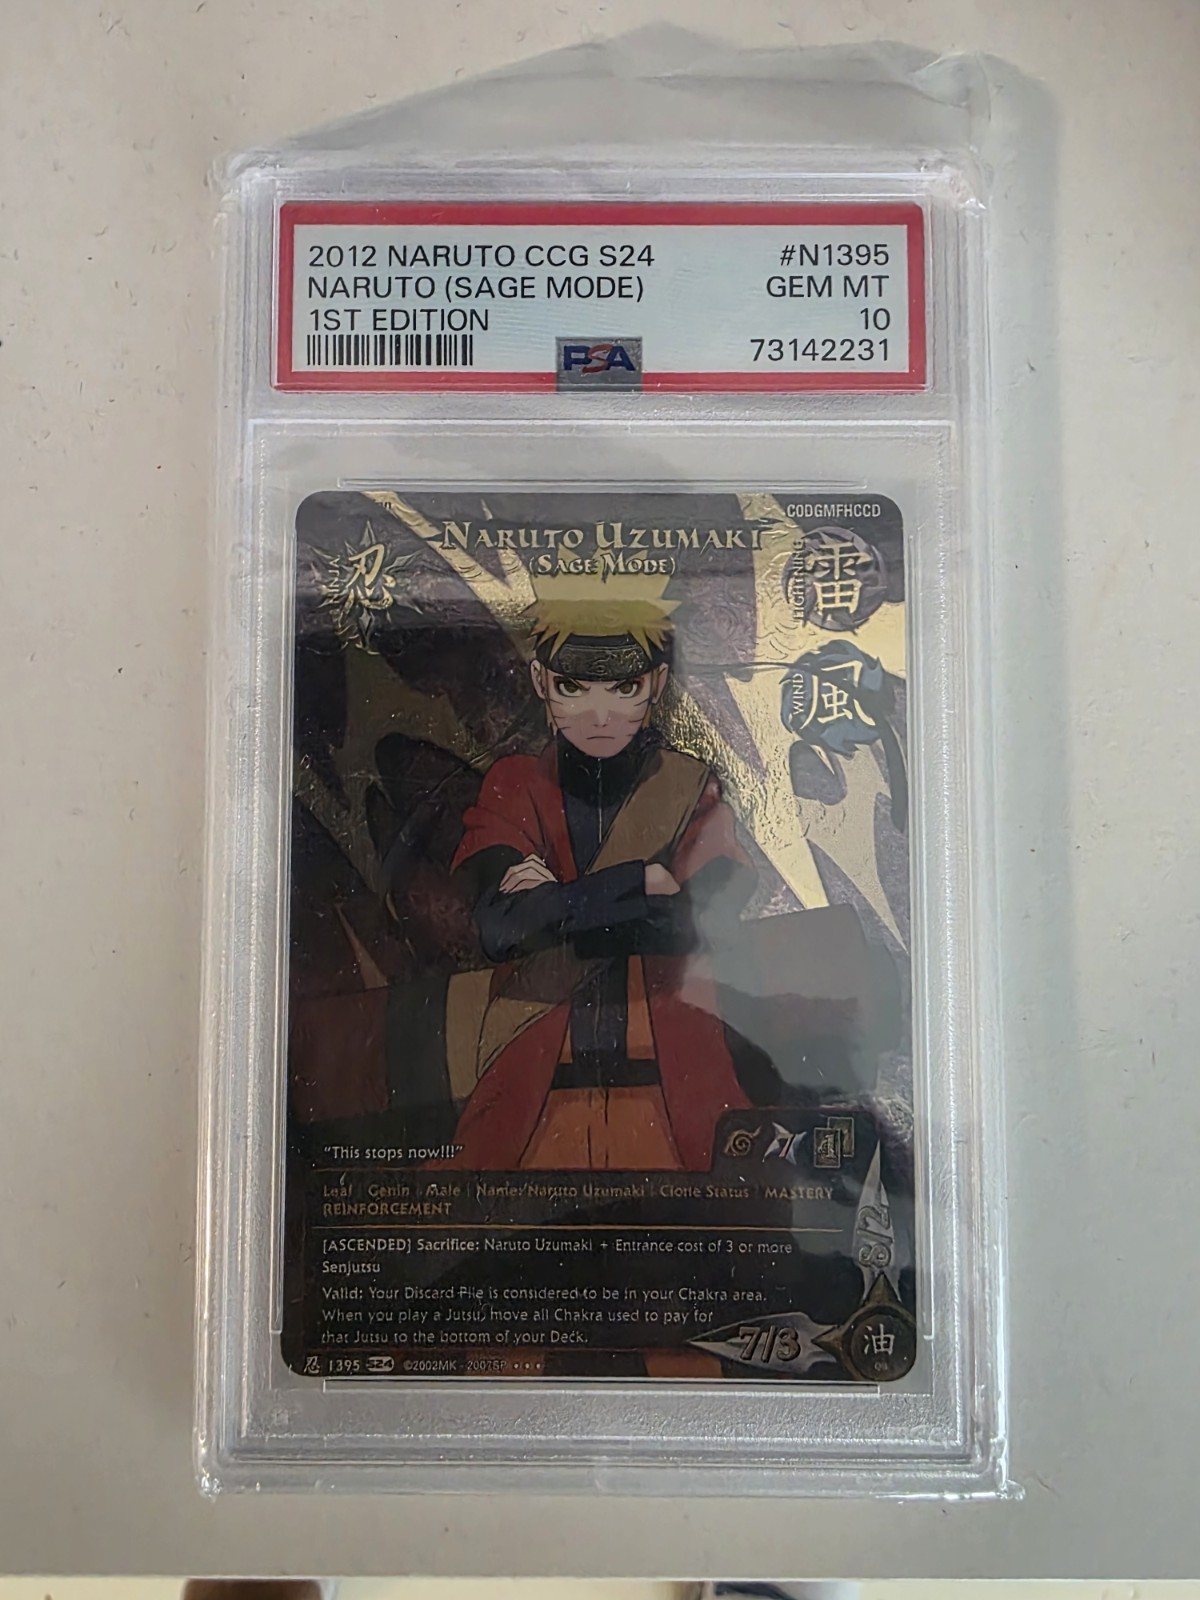 2012 NARUTO CCG S24 #N1395
NARUTO (SAGE MODE) GEM MT
1ST EDITION 10
PSA 73142231
CODGMFHCCD
NARUTO UZUMAKI
(SAGE MODE)
NINJA
忍
LIGHTNING
雷
WIND
風
"This stops now!!!"
7
1
Leaf | Genin | Male | Name: Naruto Uzumaki | Clone Status | MASTERY
REINFORCEMENT
[ASCENDED] Sacrifice: Naruto Uzumaki + Entrance cost of 3 or more
Senjutsu
Valid: Your Discard Pile is considered to be in your Chakra area.
When you play a Jutsu, move all Chakra used to pay for
that Jutsu to the bottom of your Deck.
7/3
油
忍 1395 S24 ©2002MK - 2007SP